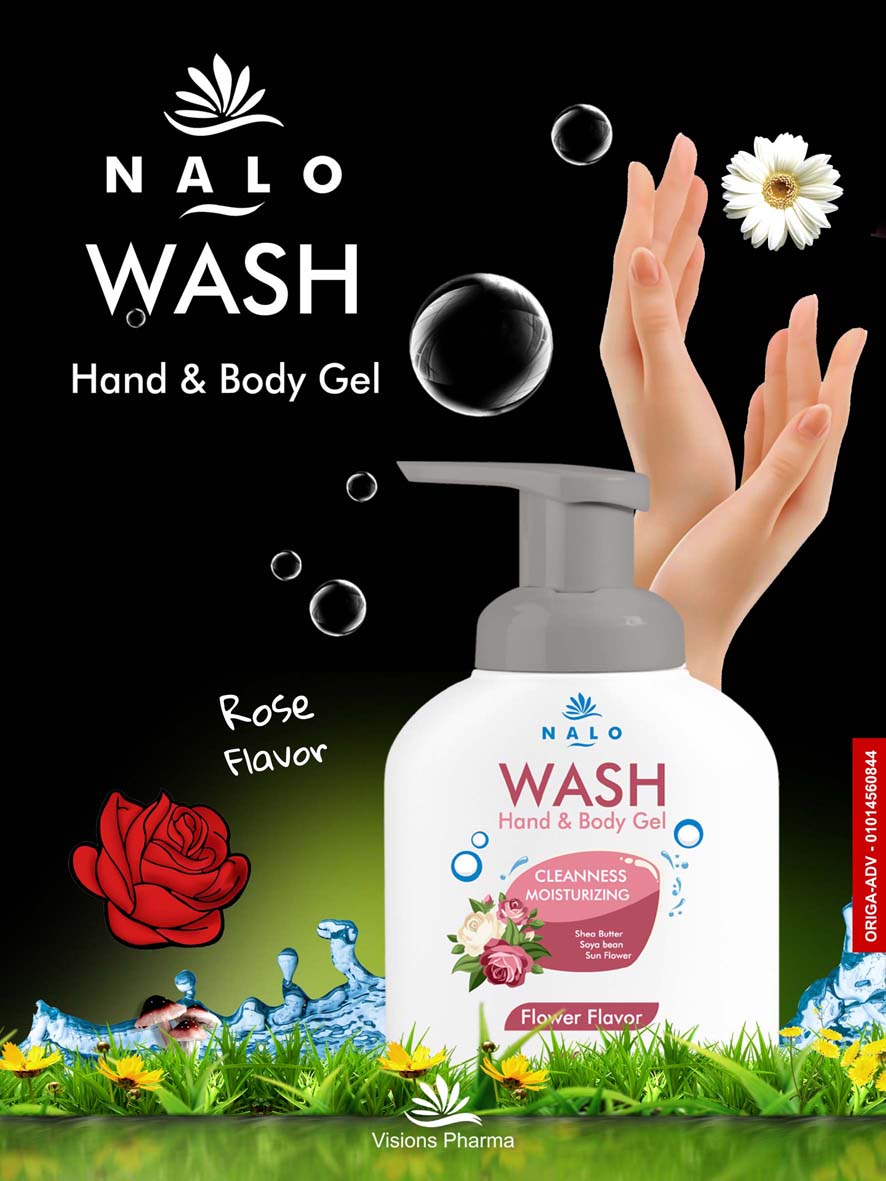 NALO
WASH
Hand & Body Gel
Rose
Flavor
NALO
WASH
Hand & Body Gel
CLEANNESS
MOISTURIZING
Shea Butter
Soya bean
Sun Flower
Flower Flavor
ORIGA-ADV - 01014560844
Visions Pharma